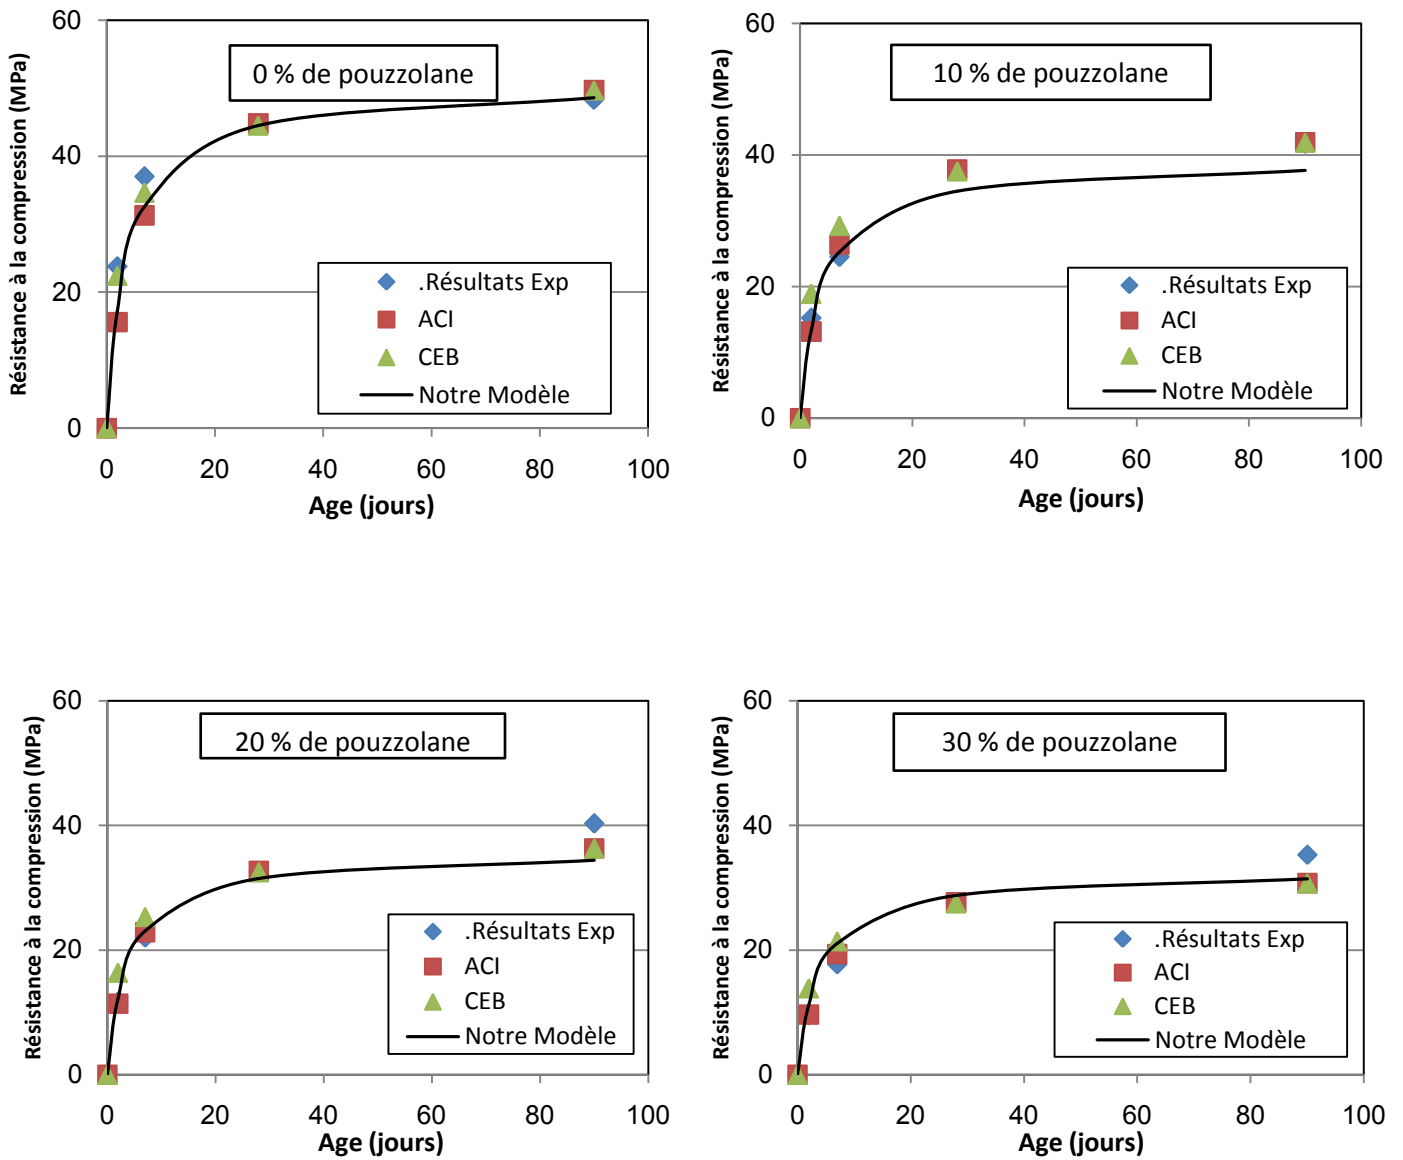 Résistance à la compression (MPa)
60
40
20
0
0 % de pouzzolane
.Résultats Exp
ACI
CEB
Notre Modèle
0 20 40 60 80 100
Age (jours)
Résistance à la compression (MPa)
60
40
20
0
10 % de pouzzolane
.Résultats Exp
ACI
CEB
Notre Modèle
0 20 40 60 80 100
Age (jours)
Résistance à la compression (MPa)
60
40
20
0
20 % de pouzzolane
.Résultats Exp
ACI
CEB
Notre Modèle
0 20 40 60 80 100
Age (jours)
Résistance à la compression (MPa)
60
40
20
0
30 % de pouzzolane
.Résultats Exp
ACI
CEB
Notre Modèle
0 20 40 60 80 100
Age (jours)